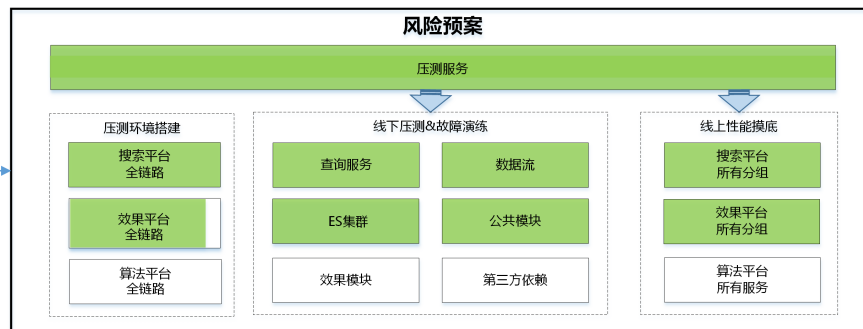 风险预案
压测服务
压测环境搭建
搜索平台
全链路
效果平台
全链路
算法平台
全链路
线下压测&故障演练
查询服务
数据流
ES集群
公共模块
效果模块
第三方依赖
线上性能摸底
搜索平台
所有分组
效果平台
所有分组
算法平台
所有服务